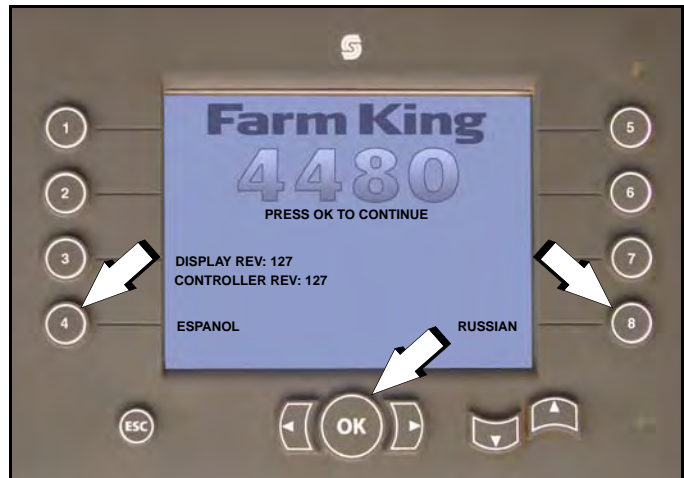 Farm King
4480
PRESS OK TO CONTINUE
DISPLAY REV: 127
CONTROLLER REV: 127
ESPANOL
RUSSIAN
1
2
3
4
5
6
7
8
ESC
OK